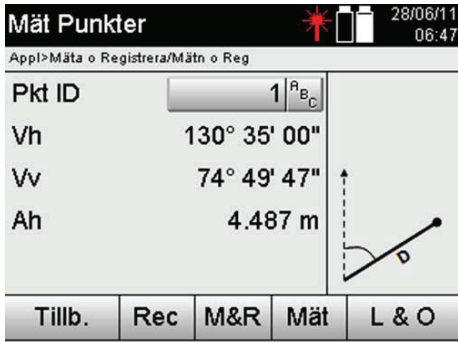 Mät Punkter 28/06/11
06:47
Appl>Mäta o Registrera/Mätn o Reg
Pkt ID 1 ABC
Vh 130° 35' 00"
Vv 74° 49' 47"
Ah 4.487 m
D
Tillb. Rec M&R Mät L & O